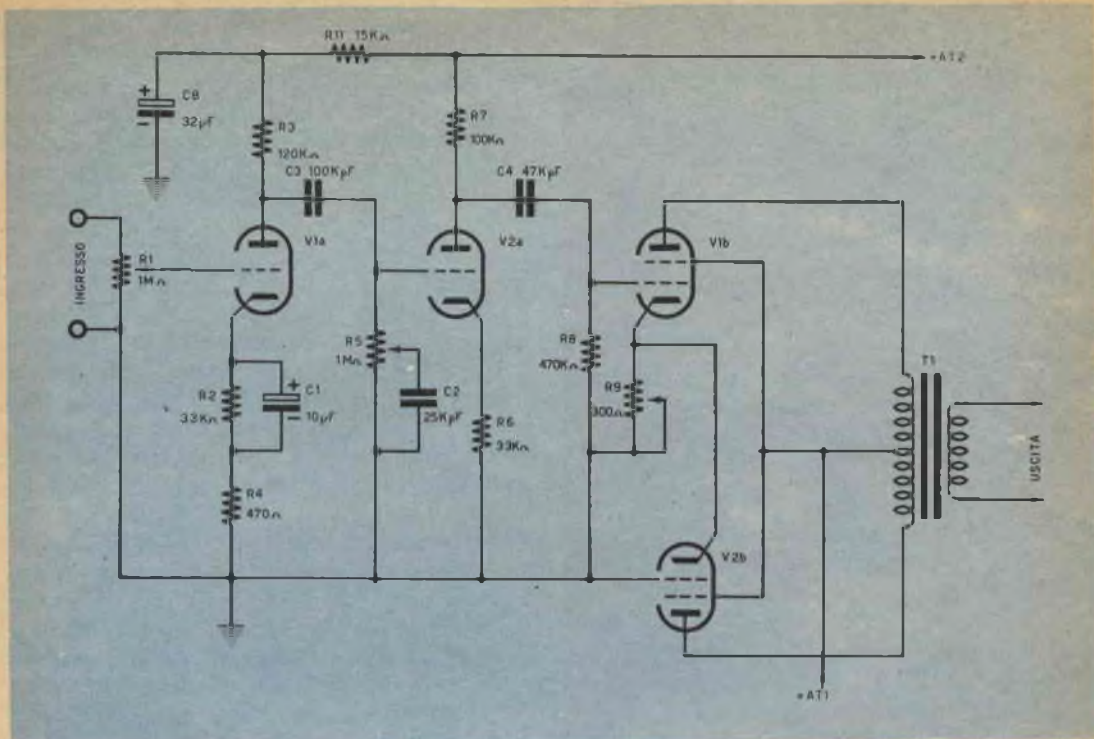 R11 15KΩ
+AT2
+
C8
-
32µF
R3
120KΩ
R7
100KΩ
C3 100KpF
C4 47KpF
V1a
V2a
V1b
INGRESSO
R1
1MΩ
R5
1MΩ
C2
25KpF
R8
470KΩ
R9
300Ω
T1
+
R2
33KΩ
C1
-
10µF
R6
33KΩ
USCITA
R4
470Ω
V2b
+AT1